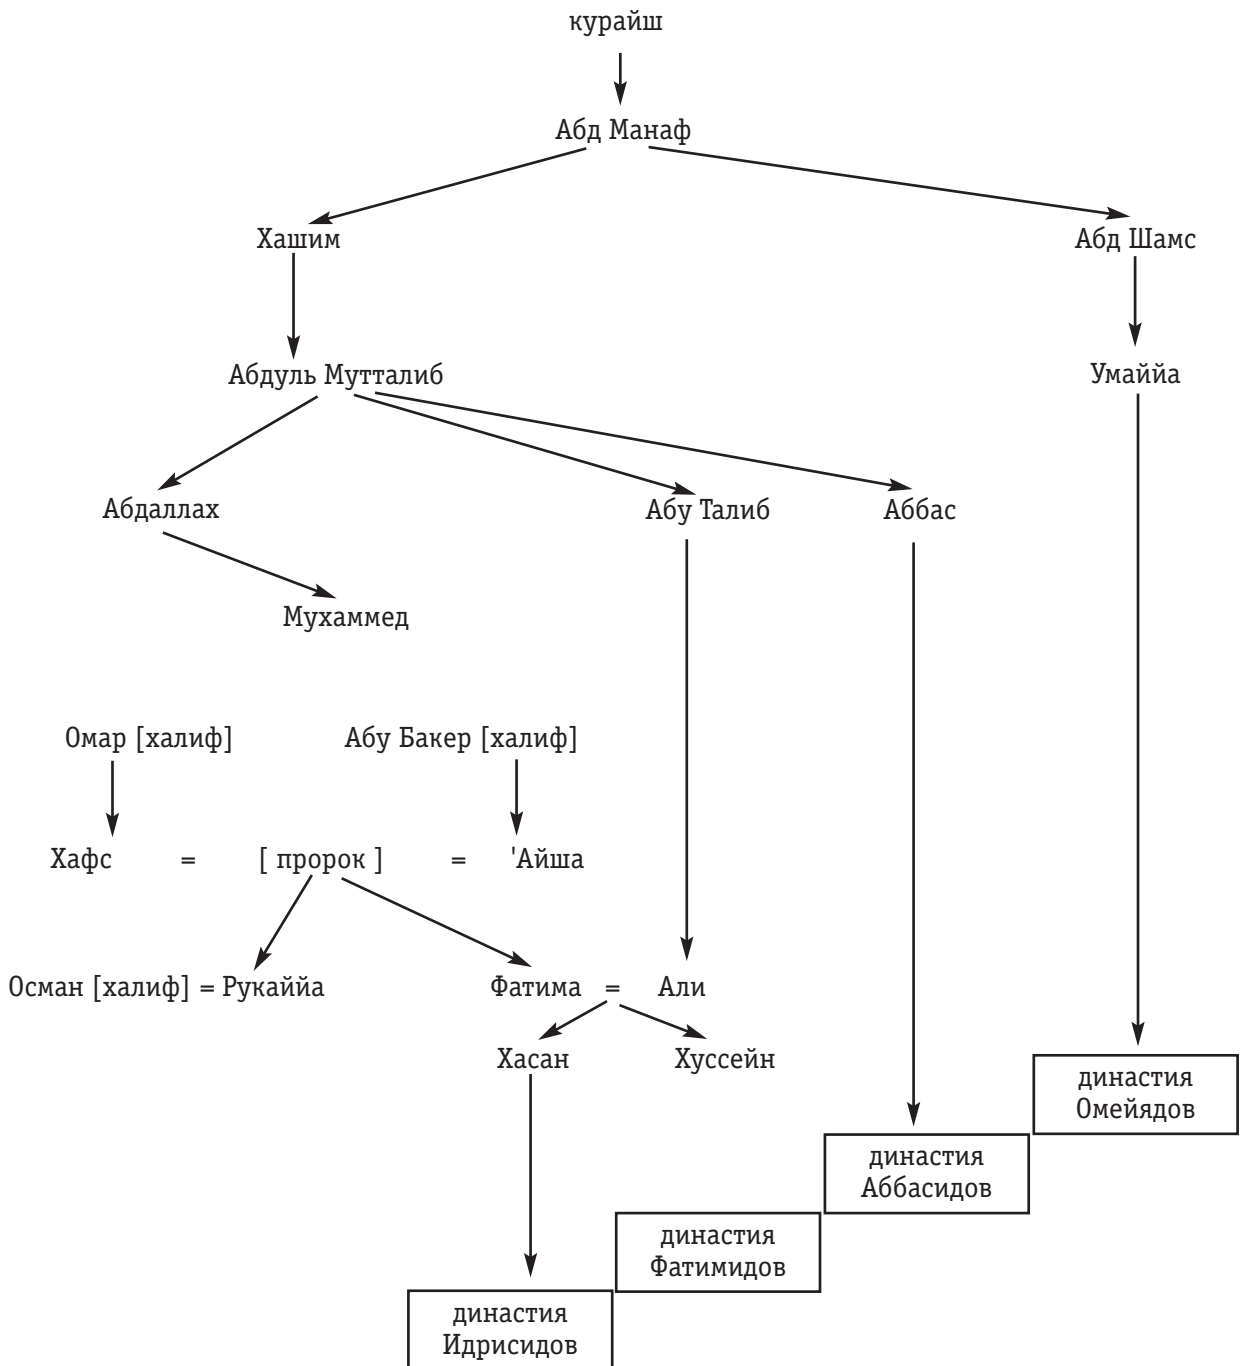 курайш
Абд Манаф
Хашим Абд Шамс
Абдуль Мутталиб Умаййа
Абдаллах Абу Талиб Аббас
Мухаммед
Омар [халиф] Абу Бакер [халиф]
Хафс = [ пророк ] = 'Айша
Осман [халиф] = Рукаййа Фатима = Али
Хасан Хуссейн
династия
Омейядов
династия
Аббасидов
династия
Фатимидов
династия
Идрисидов